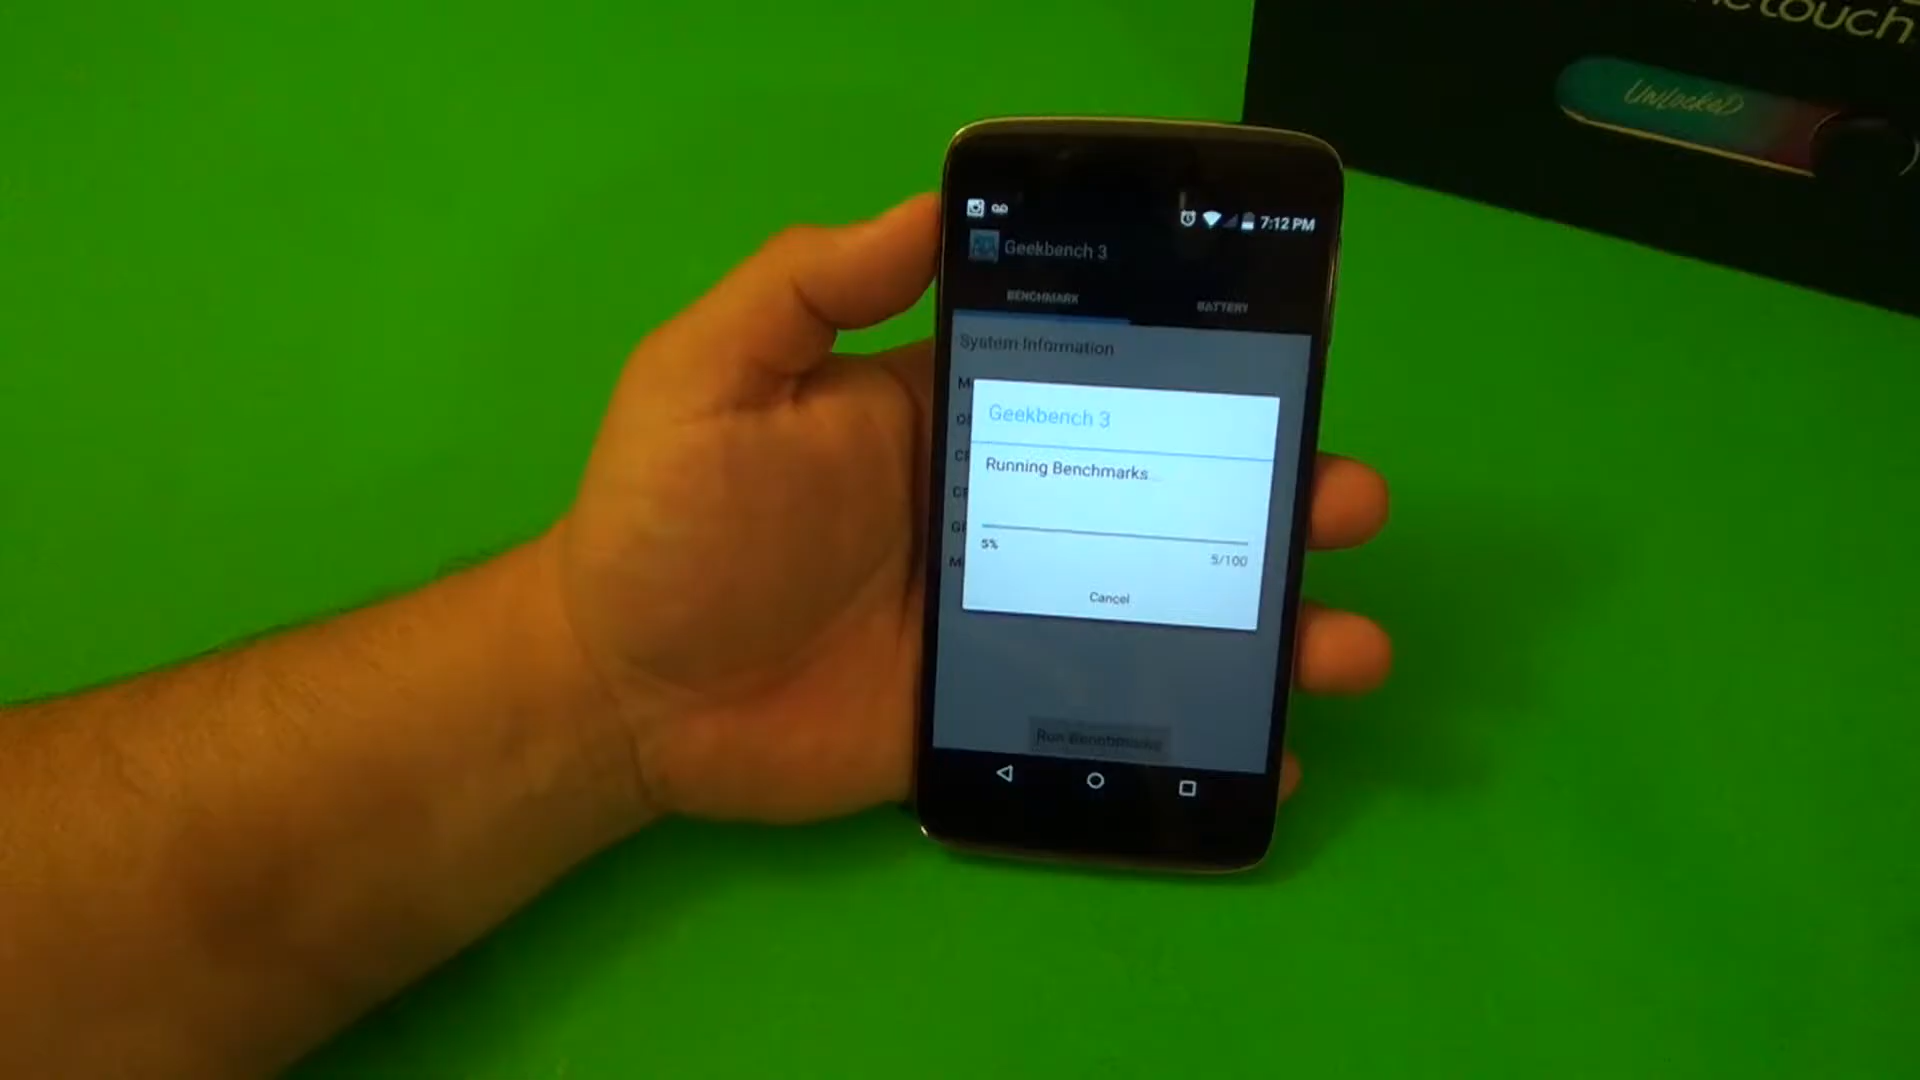 UNLOCKED
7:12 PM
Geekbench 3
BENCHMARK
BATTERY
System Information
Geekbench 3
Running Benchmarks...
5%
5/100
Cancel
Run Benchmarks